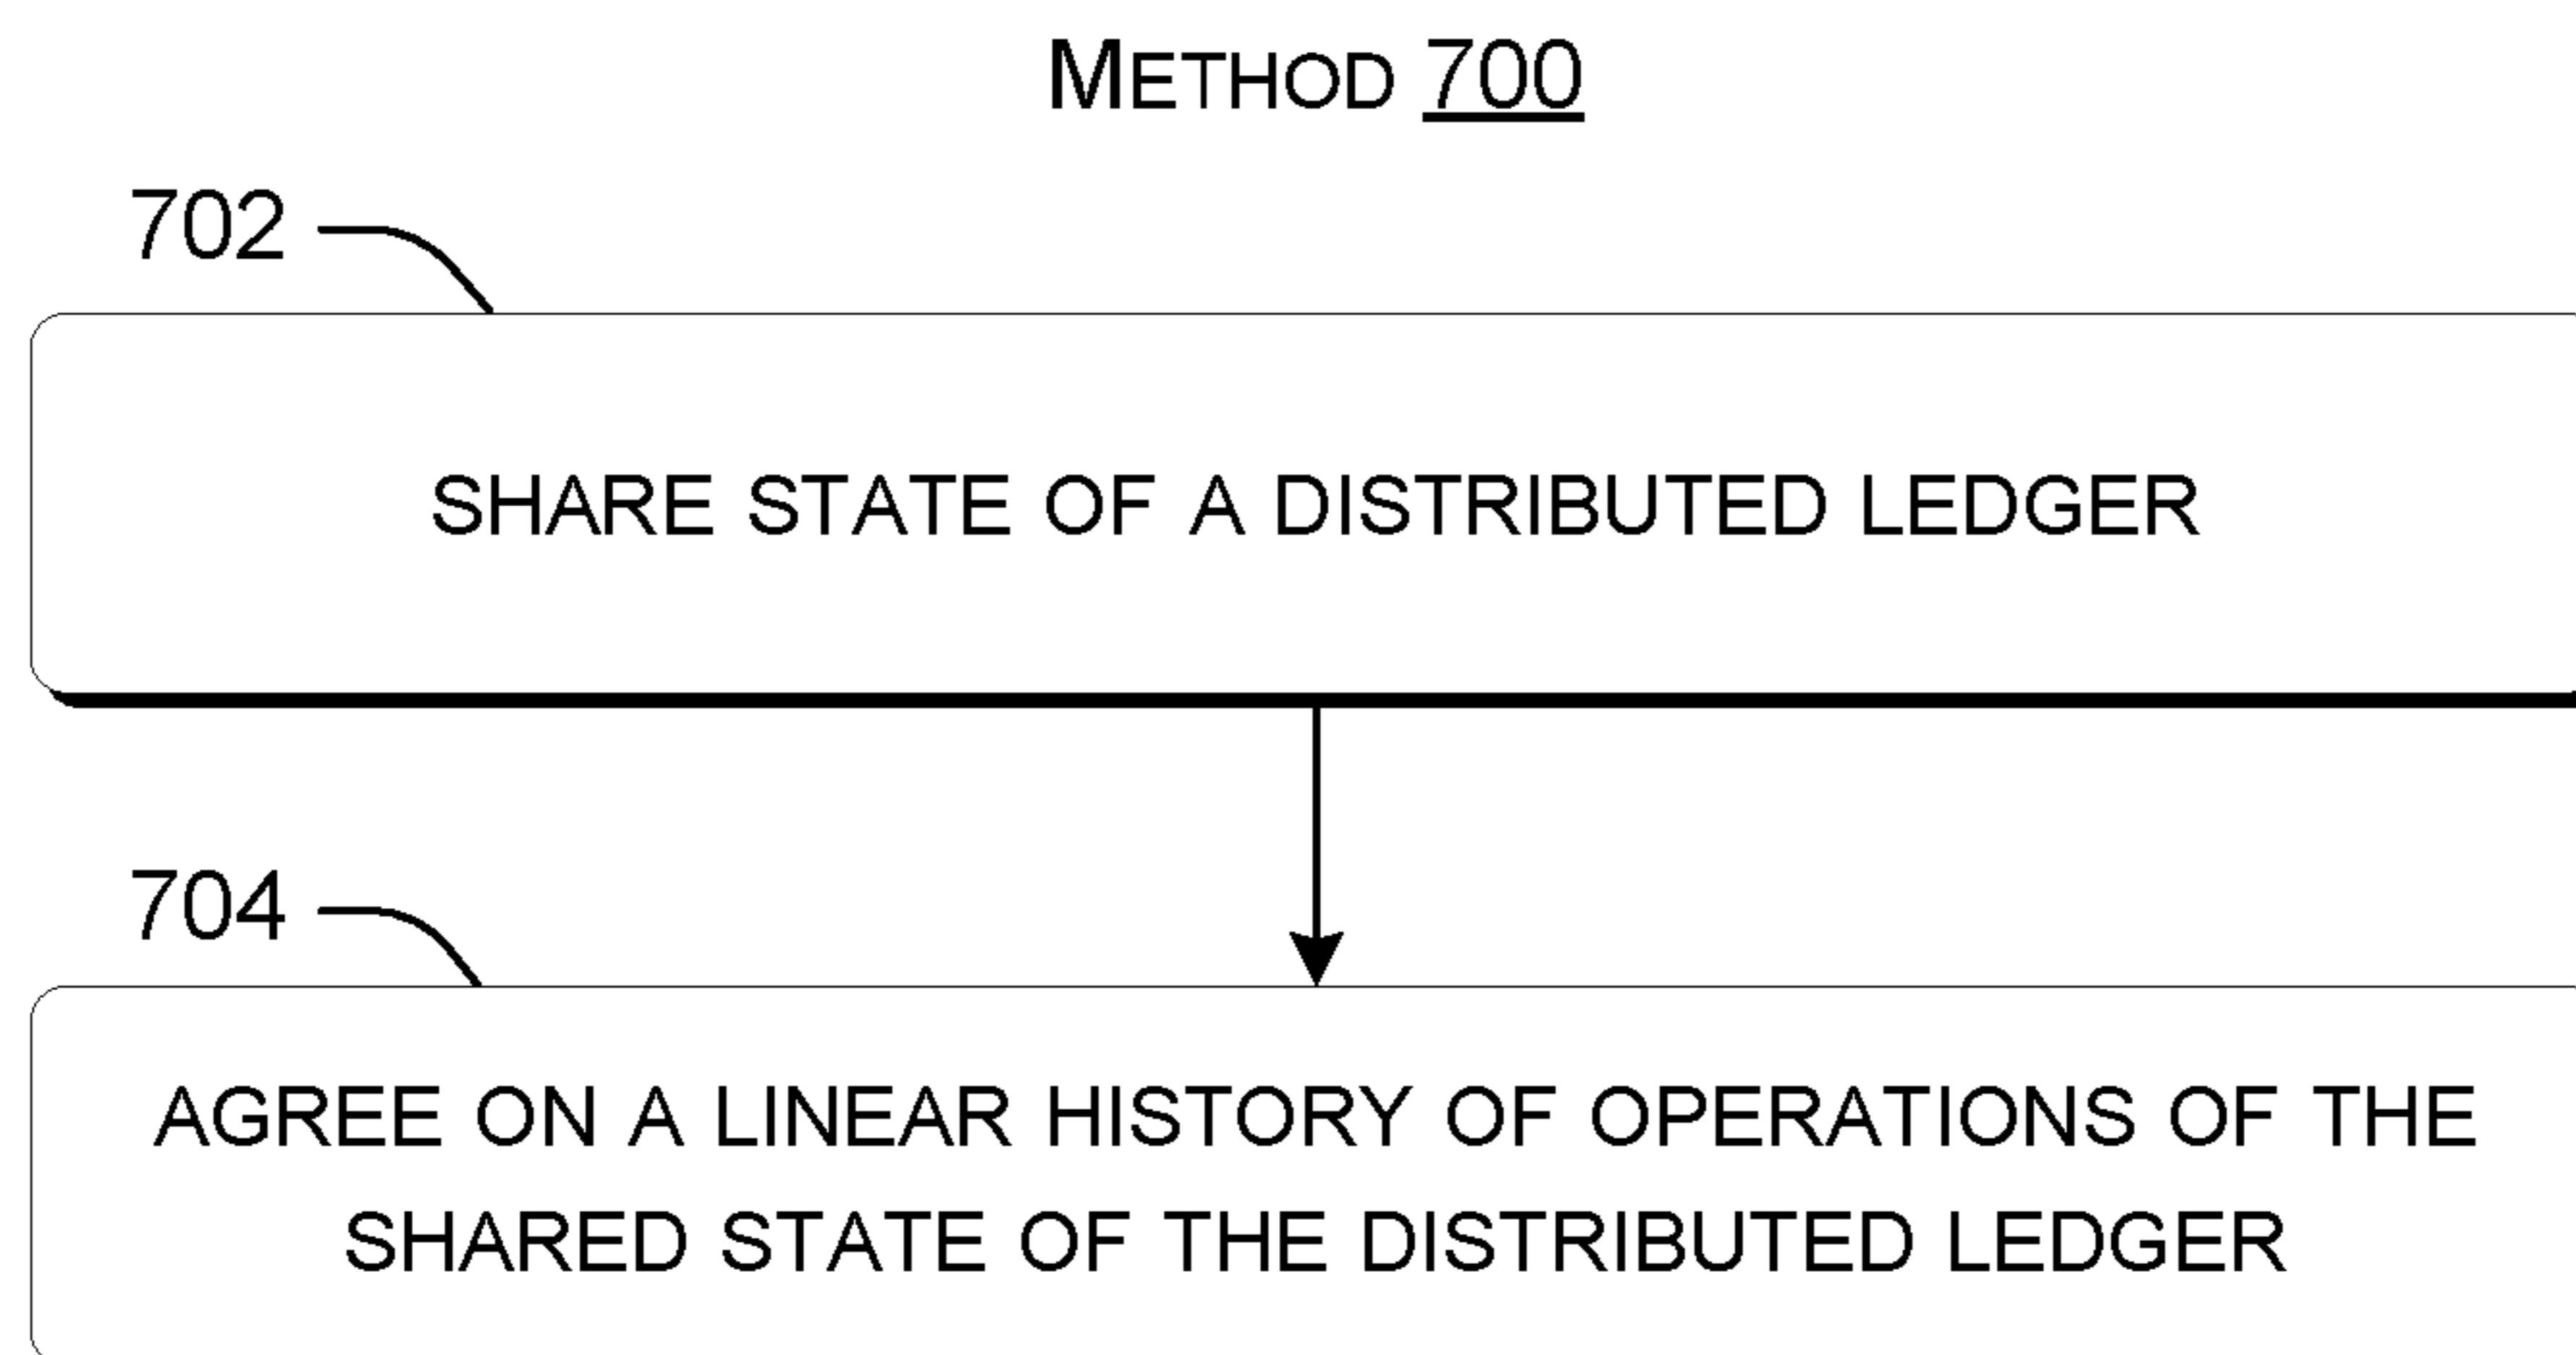 METHOD 700
702
SHARE STATE OF A DISTRIBUTED LEDGER
704
AGREE ON A LINEAR HISTORY OF OPERATIONS OF THE
SHARED STATE OF THE DISTRIBUTED LEDGER